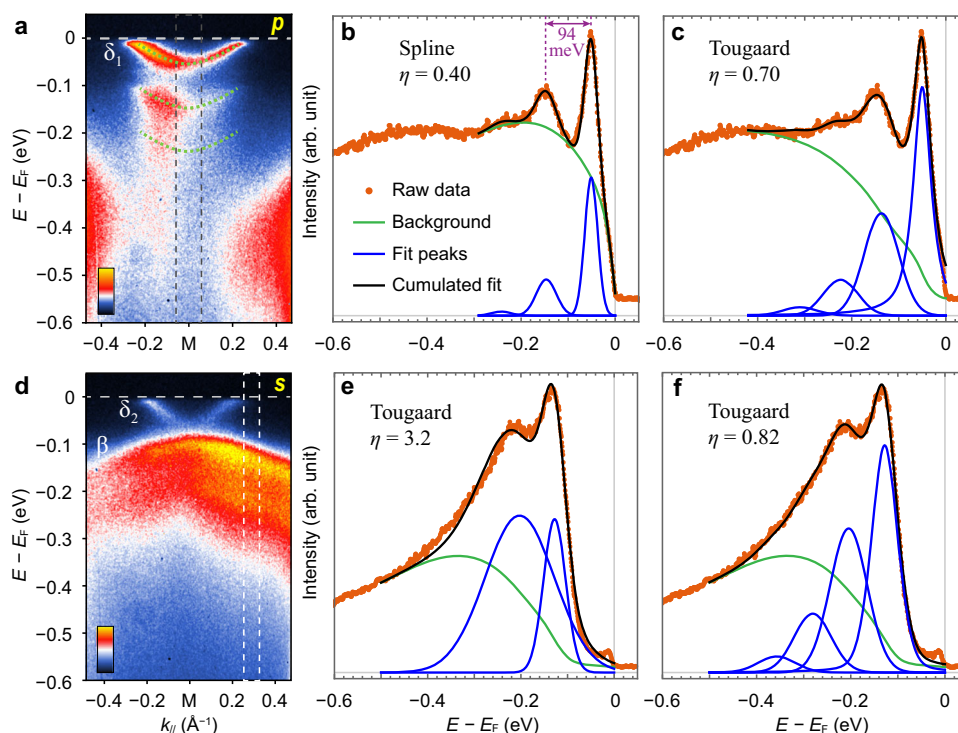 a
p
δ₁
E − E_F (eV)
0
−0.1
−0.2
−0.3
−0.4
−0.5
−0.6
−0.4
−0.2
M
0.2
0.4
b
Spline
η = 0.40
94
meV
Intensity (arb. unit)
Raw data
Background
Fit peaks
Cumulated fit
−0.6
−0.4
−0.2
0
c
Tougaard
η = 0.70
−0.6
−0.4
−0.2
0
d
s
δ₂
β
E − E_F (eV)
0
−0.1
−0.2
−0.3
−0.4
−0.5
−0.6
−0.4
−0.2
M
0.2
0.4
k_// (Å⁻¹)
e
Tougaard
η = 3.2
Intensity (arb. unit)
−0.6
−0.4
−0.2
0
E − E_F (eV)
f
Tougaard
η = 0.82
−0.6
−0.4
−0.2
0
E − E_F (eV)